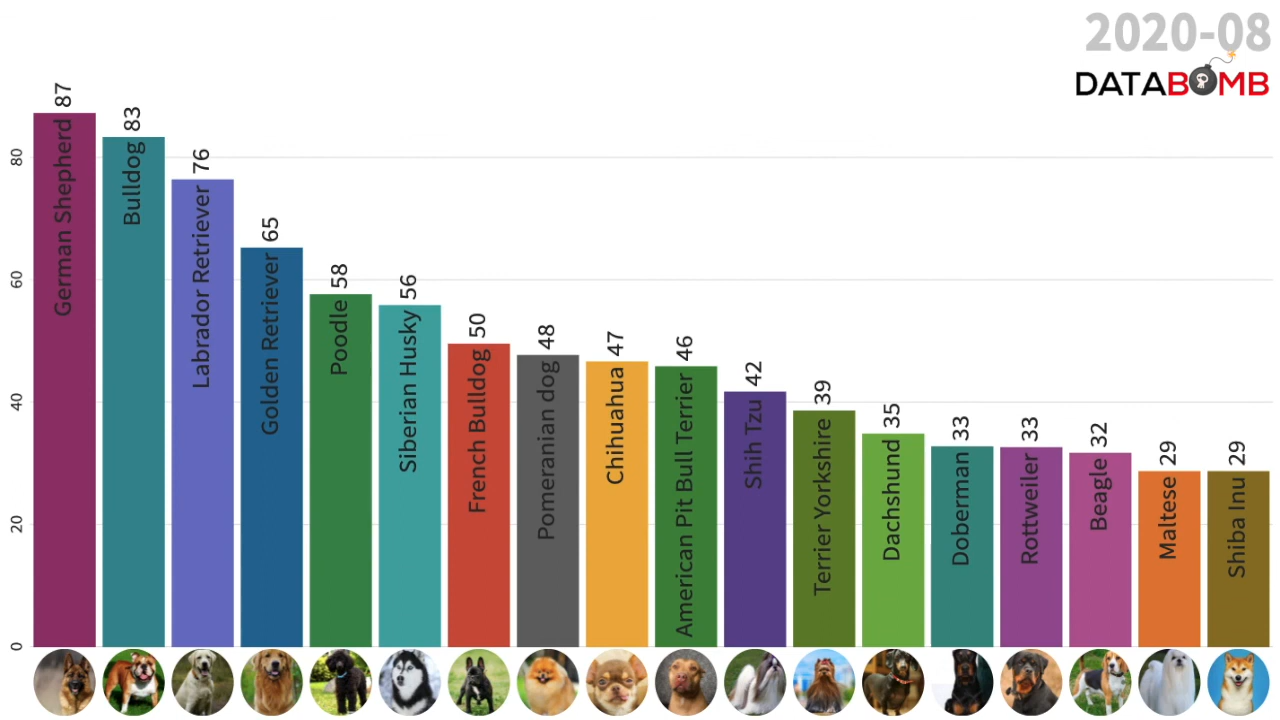 2020-08
DATABOMB
80
60
40
20
0
German Shepherd 87
Bulldog 83
Labrador Retriever 76
Golden Retriever 65
Poodle 58
Siberian Husky 56
French Bulldog 50
Pomeranian dog 48
Chihuahua 47
American Pit Bull Terrier 46
Shih Tzu 42
Terrier Yorkshire 39
Dachshund 35
Doberman 33
Rottweiler 33
Beagle 32
Maltese 29
Shiba Inu 29